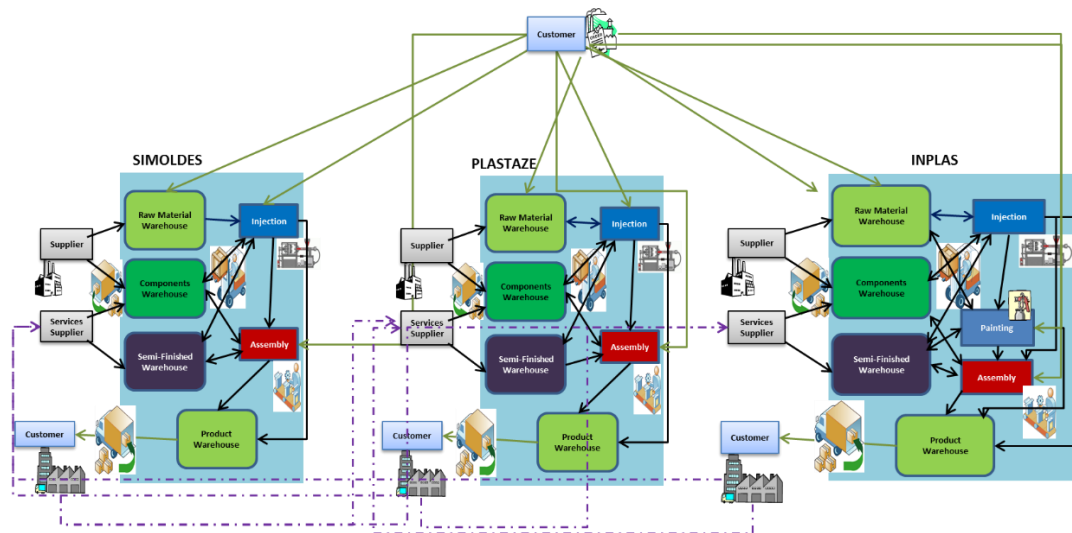 Customer
SIMOLDES
PLASTAZE
INPLAS
Raw Material
Warehouse
Injection
Supplier
Components
Warehouse
Services
Supplier
Semi-Finished
Warehouse
Assembly
Customer
Product
Warehouse
Raw Material
Warehouse
Injection
Supplier
Components
Warehouse
Services
Supplier
Semi-Finished
Warehouse
Assembly
Customer
Product
Warehouse
Raw Material
Warehouse
Injection
Supplier
Components
Warehouse
Services
Supplier
Painting
Semi-Finished
Warehouse
Assembly
Customer
Product
Warehouse